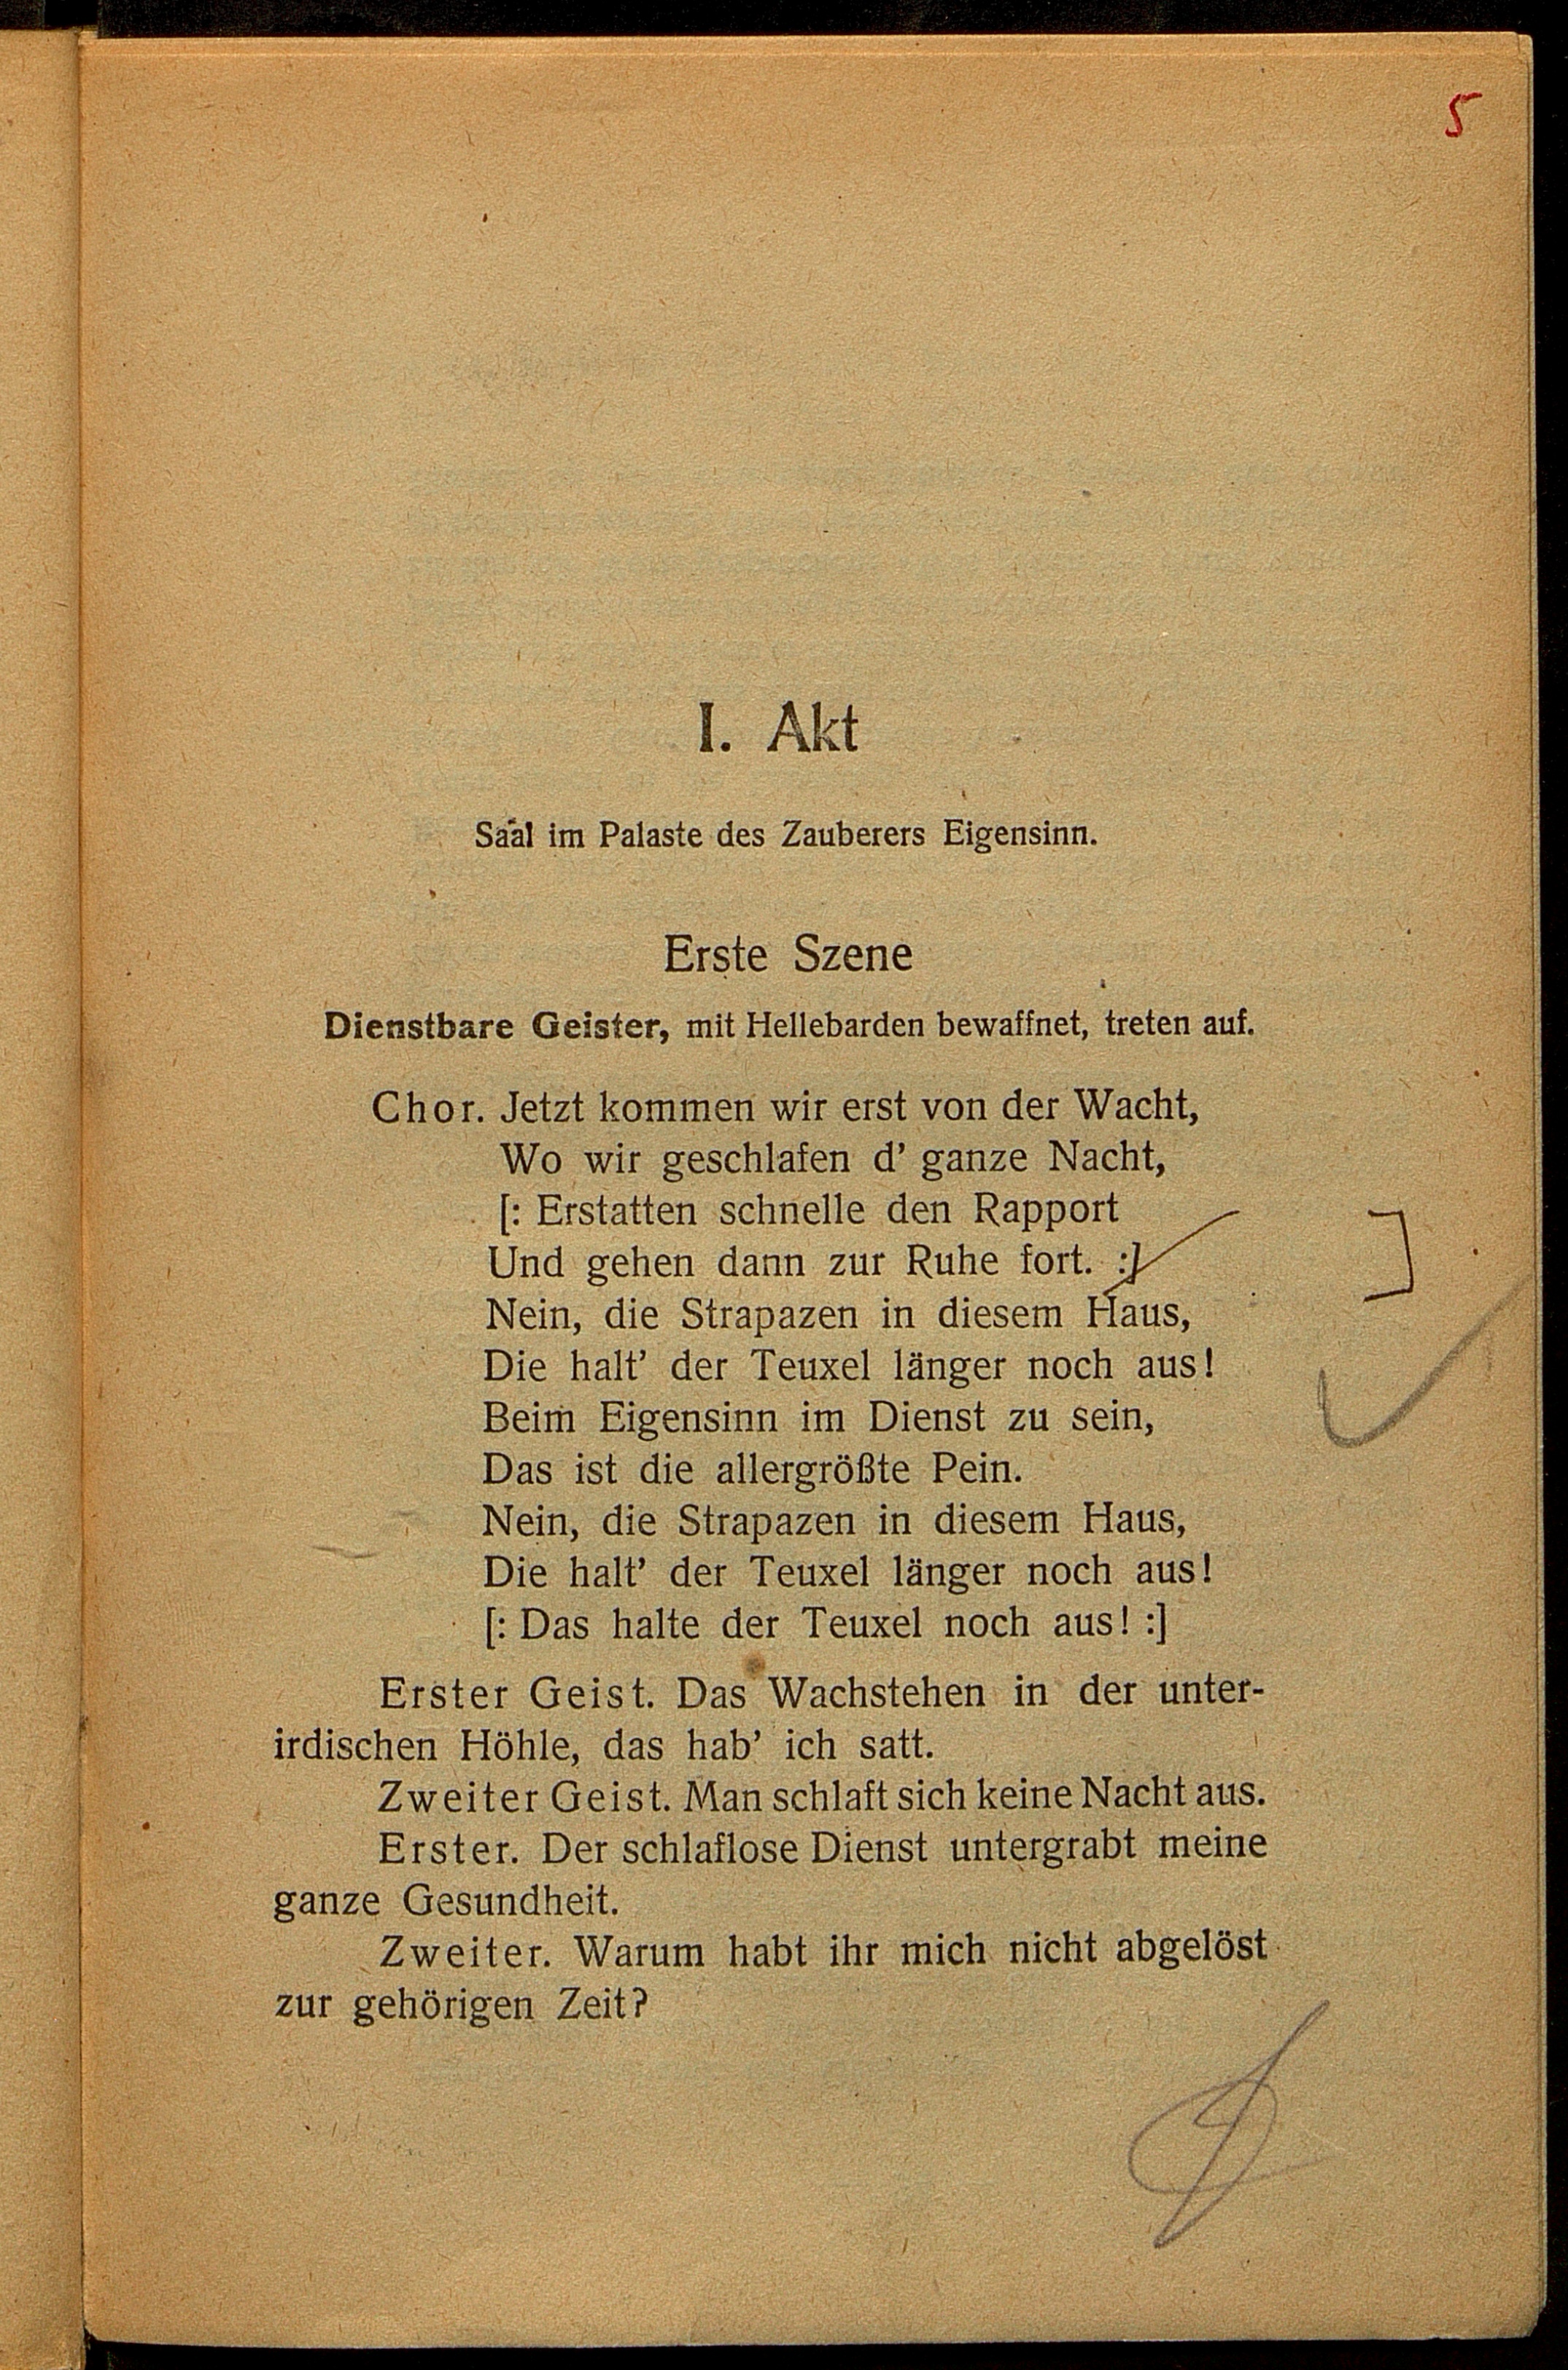 5
I. Akt
Saal im Palaste des Zauberers Eigensinn.
Erste Szene
Dienstbare Geister, mit Hellebarden bewaffnet, treten auf.
Chor. Jetzt kommen wir erst von der Wacht,
Wo wir geschlafen d’ ganze Nacht,
[: Erstatten schnelle den Rapport
Und gehen dann zur Ruhe fort. :]
Nein, die Strapazen in diesem Haus,
Die halt’ der Teuxel länger noch aus!
Beim Eigensinn im Dienst zu sein,
Das ist die allergrößte Pein.
Nein, die Strapazen in diesem Haus,
Die halt’ der Teuxel länger noch aus!
[: Das halte der Teuxel noch aus! :]
Erster Geist. Das Wachstehen in der unter-
irdischen Höhle, das hab’ ich satt.
Zweiter Geist. Man schlaft sich keine Nacht aus.
Erster. Der schlaflose Dienst untergrabt meine
ganze Gesundheit.
Zweiter. Warum habt ihr mich nicht abgelöst
zur gehörigen Zeit?